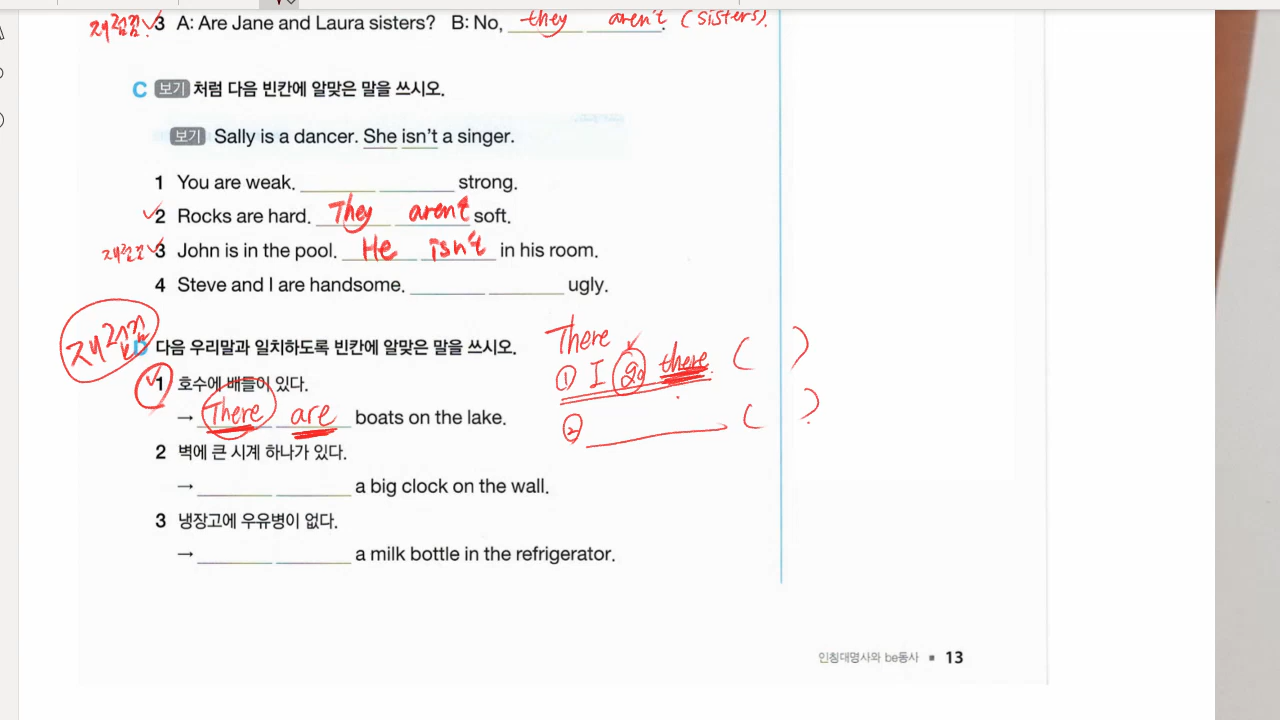 재점검! ✓3 A: Are Jane and Laura sisters? B: No, they aren't (sisters).
C 보기 처럼 다음 빈칸에 알맞은 말을 쓰시오.
보기 Sally is a dancer. She isn't a singer.
1 You are weak. strong.
✓2 Rocks are hard. They aren't soft.
재점검 ✓3 John is in the pool. He isn't in his room.
4 Steve and I are handsome. ugly.
재점검 D 다음 우리말과 일치하도록 빈칸에 알맞은 말을 쓰시오.
There
✓1 호수에 배들이 있다.
① I go there. ( )
→ There are boats on the lake.
② ( )
2 벽에 큰 시계 하나가 있다.
→ a big clock on the wall.
3 냉장고에 우유병이 없다.
→ a milk bottle in the refrigerator.
인칭대명사와 be동사 ■ 13